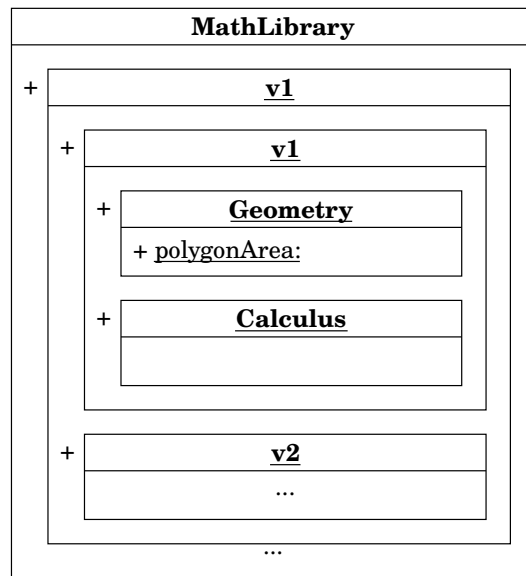 MathLibrary
+ v1
+ v1
+ Geometry
+ polygonArea:
+ Calculus
+ v2
...
...